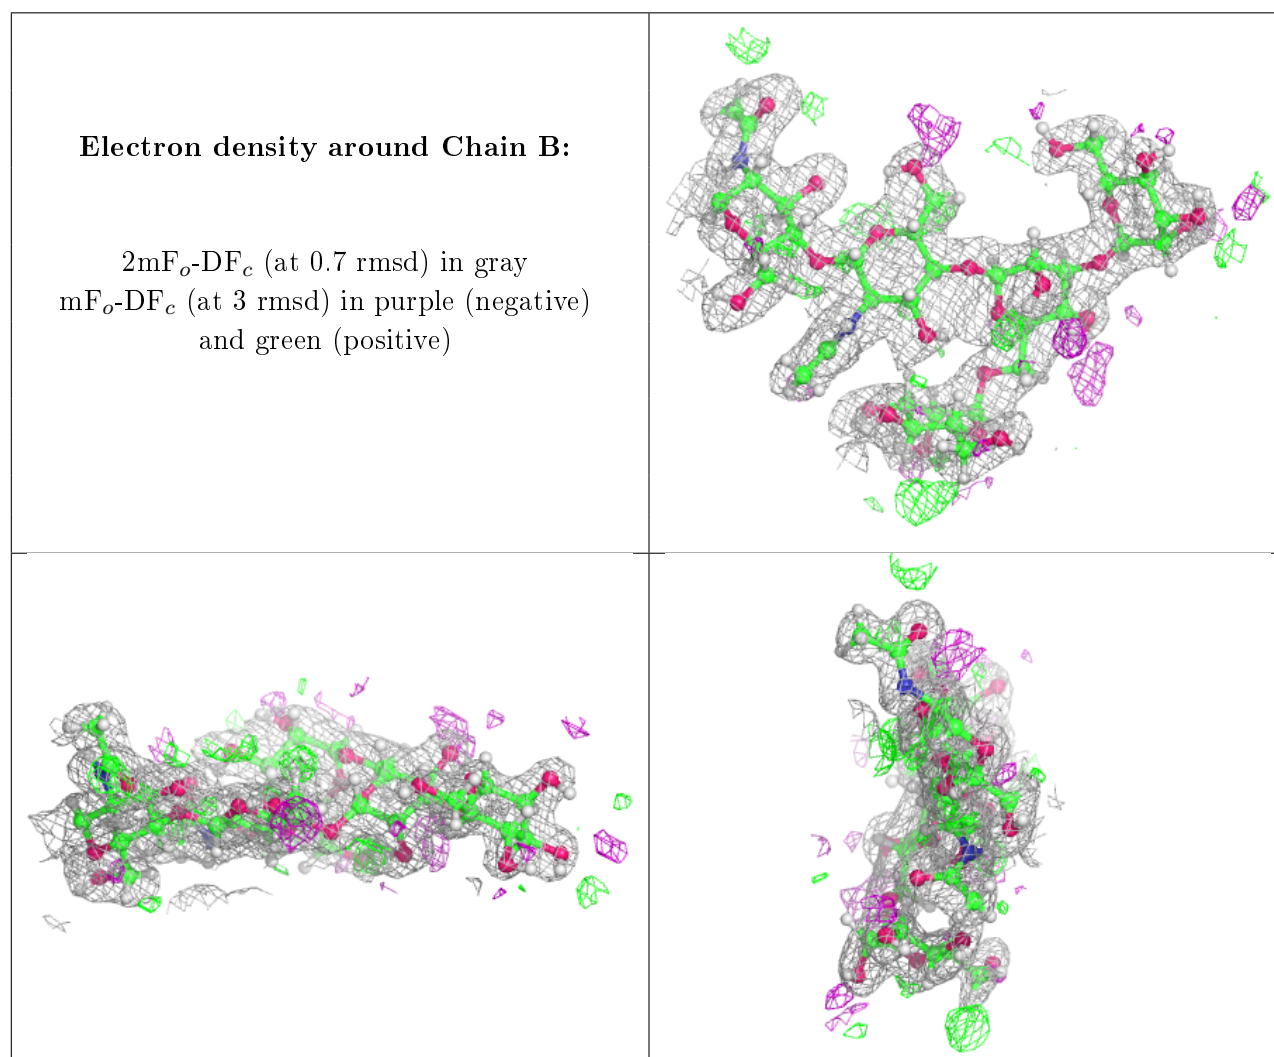 Electron density around Chain B:
2mFₒ-DF𝒸 (at 0.7 rmsd) in gray
mFₒ-DF𝒸 (at 3 rmsd) in purple (negative)
and green (positive)